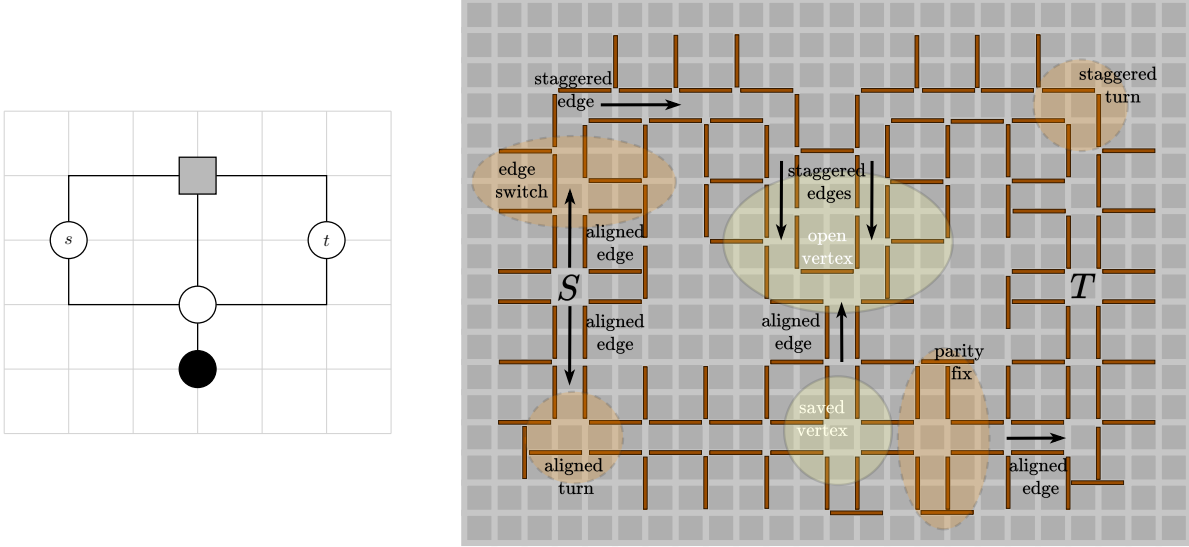 s
t
staggered
edge
staggered
turn
edge
switch
staggered
edges
aligned
edge
open
vertex
S
T
aligned
edge
aligned
edge
parity
fix
saved
vertex
aligned
turn
aligned
edge